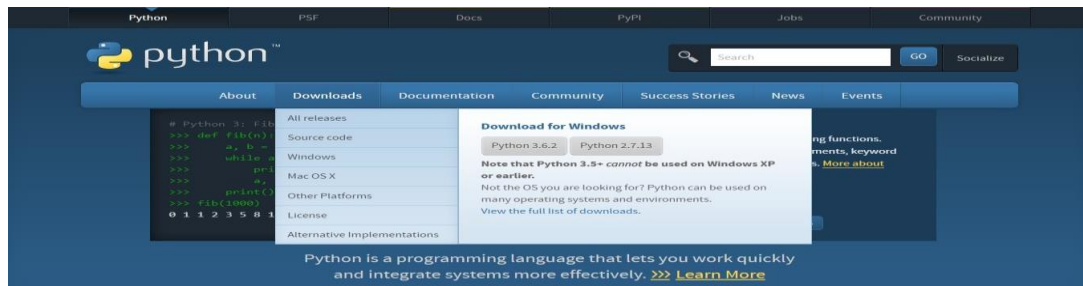 Python PSF Docs PyPI Jobs Community
python™
Search GO Socialize
About Downloads Documentation Community Success Stories News Events
# Python 3: Fib
>>> def fib(n):
>>> a, b =
>>> while a
>>> pri
>>> a,
>>> print()
>>> fib(1000)
0 1 1 2 3 5 8 1
All releases
Source code
Windows
Mac OS X
Other Platforms
License
Alternative Implementations
Download for Windows
Python 3.6.2 Python 2.7.13
Note that Python 3.5+ cannot be used on Windows XP
or earlier.
Not the OS you are looking for? Python can be used on
many operating systems and environments.
View the full list of downloads.
ng functions.
ments, keyword
s. More about
Python is a programming language that lets you work quickly
and integrate systems more effectively. >>> Learn More